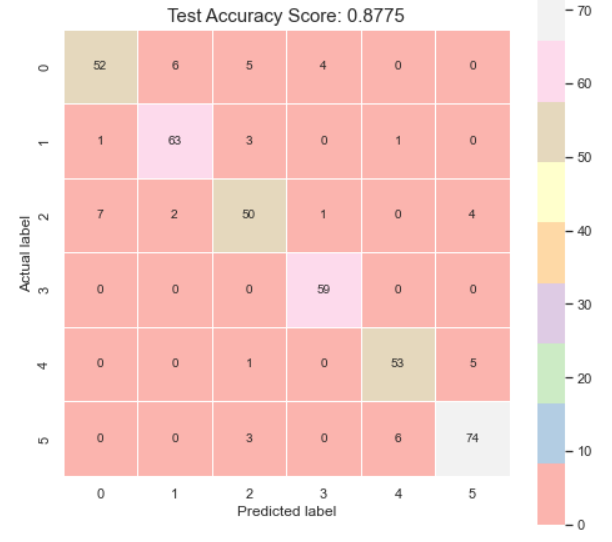 Test Accuracy Score: 0.8775
70
0 52 6 5 4 0 0
60
1 1 63 3 0 1 0
50
2 7 2 50 1 0 4
40
Actual label
3 0 0 0 59 0 0
30
4 0 0 1 0 53 5
20
5 0 0 3 0 6 74
10
0 1 2 3 4 5
Predicted label
0